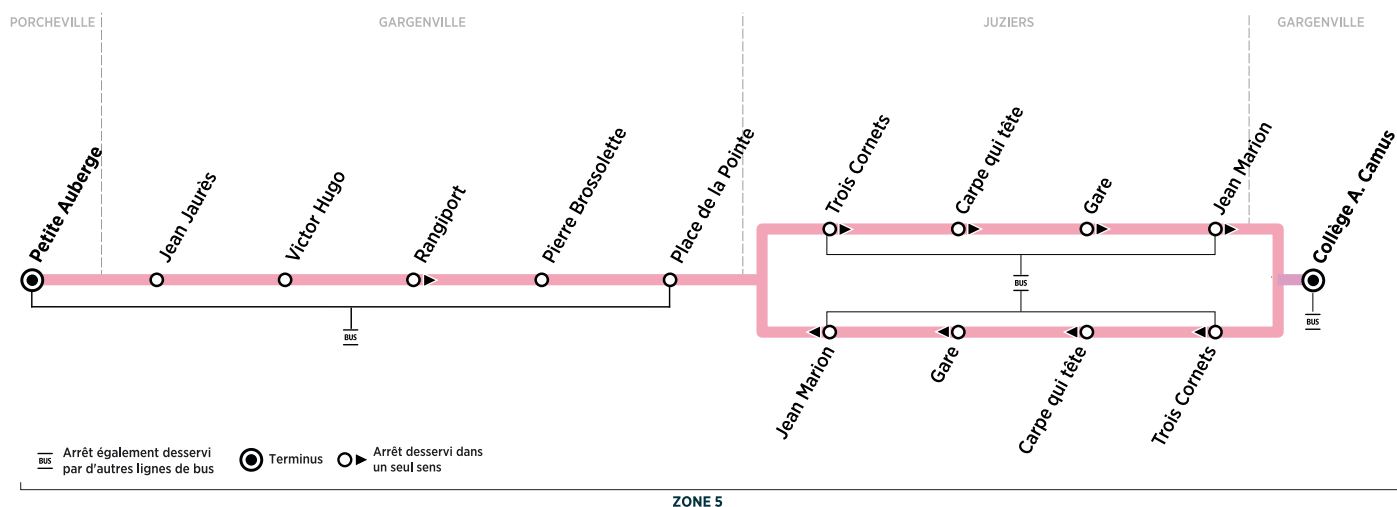 PORCHEVILLE
GARGENVILLE
JUZIERS
GARGENVILLE
Petite Auberge
Jean Jaurès
Victor Hugo
Rangiport
Pierre Brossolette
Place de la Pointe
Trois Cornets
Carpe qui tête
Gare
Jean Marion
Collège A. Camus
BUS
BUS
BUS
Jean Marion
Gare
Carpe qui tête
Trois Cornets
BUS
Arrêt également desservi
par d'autres lignes de bus
Terminus
Arrêt desservi dans
un seul sens
ZONE 5